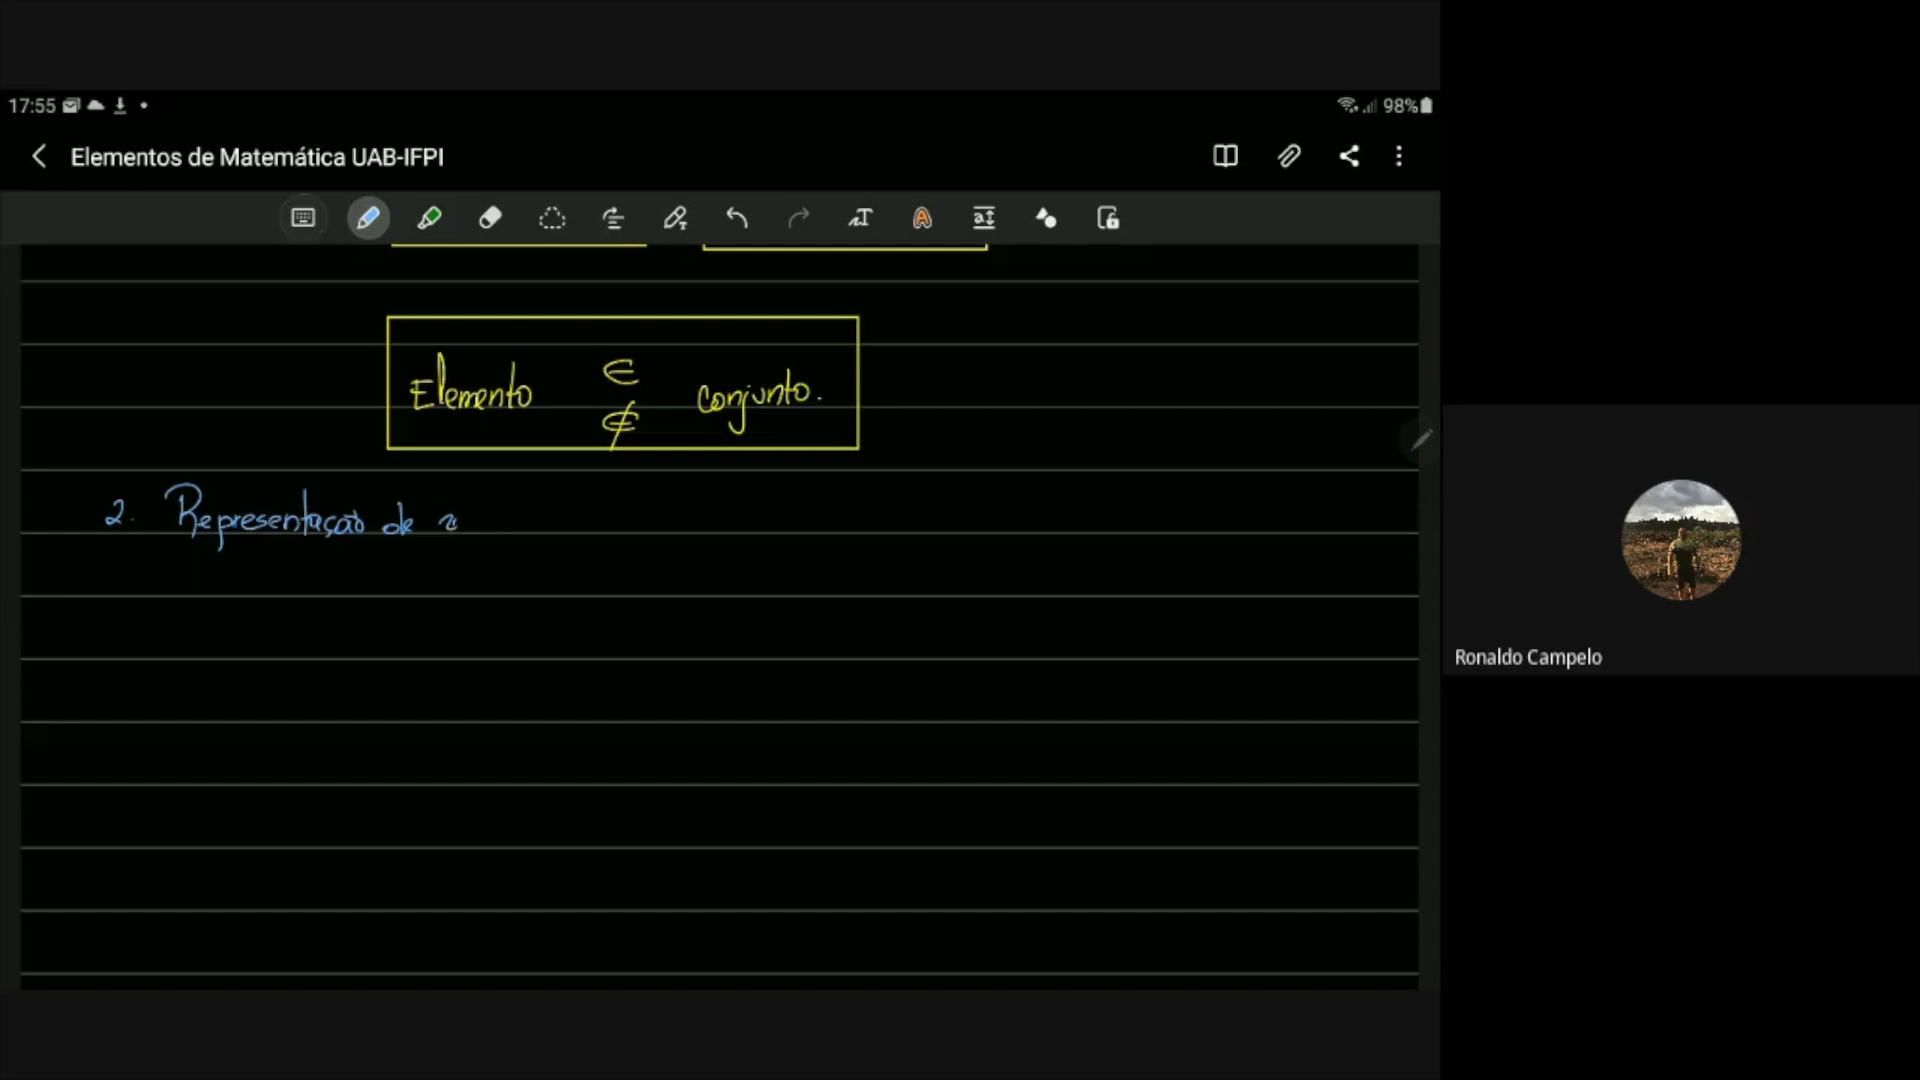 17:55 98%
Elementos de Matemática UAB-IFPI
Elemento ∈ conjunto.
∉
2. Representação de
Ronaldo Campelo